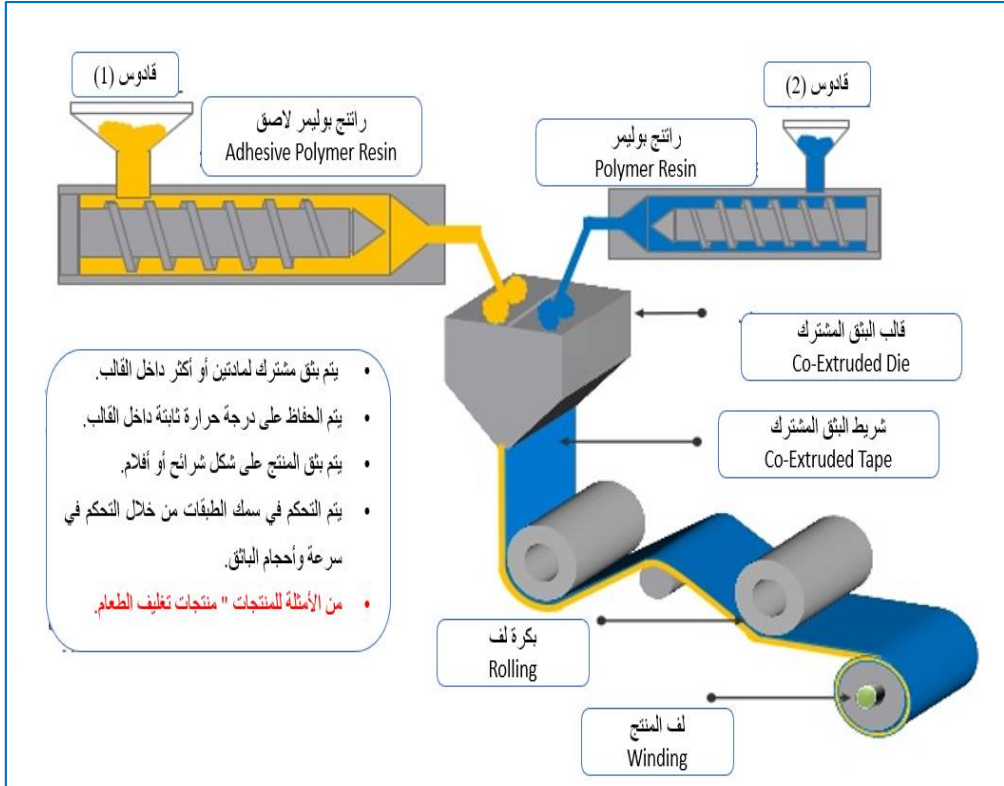 قادوس (1)
قادوس (2)
راتنج بوليمر لاصق
Adhesive Polymer Resin
راتنج بوليمر
Polymer Resin
قالب البثق المشترك
Co-Extruded Die
شريط البثق المشترك
Co-Extruded Tape
• يتم بثق مشترك لمادتين أو أكثر داخل القالب.
• يتم الحفاظ على درجة حرارة ثابتة داخل القالب.
• يتم بثق المنتج على شكل شرائح أو أفلام.
• يتم التحكم في سمك الطبقات من خلال التحكم في
سرعة وأحجام الباثق.
• من الأمثلة للمنتجات " منتجات تغليف الطعام.
بكرة لف
Rolling
لف المنتج
Winding